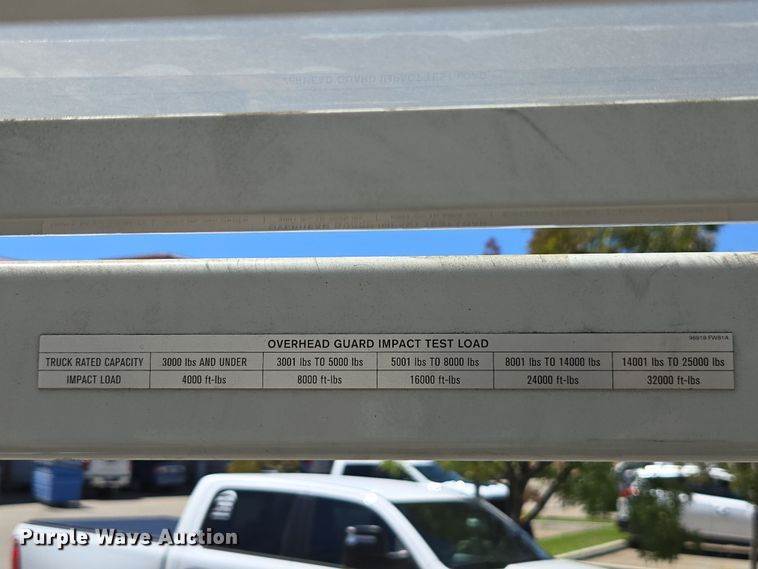 OVERHEAD GUARD IMPACT TEST LOAD
TRUCK RATED CAPACITY 3000 lbs AND UNDER 3001 lbs TO 5000 lbs 5001 lbs TO 8000 lbs 8001 lbs TO 14000 lbs 14001 lbs TO 25000 lbs
IMPACT LOAD 4000 ft-lbs 8000 ft-lbs 16000 ft-lbs 24000 ft-lbs 32000 ft-lbs
Purple Wave Auction